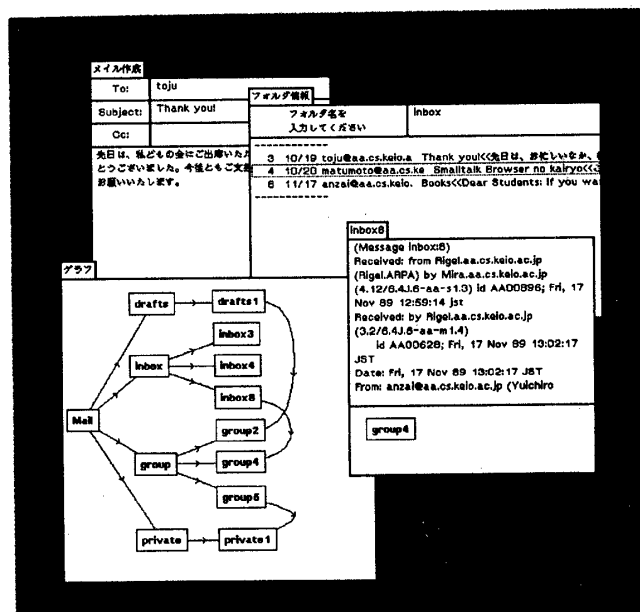 メイル作成
To: toju
Subject: Thank you!
Cc:
先日は、私どもの会にご出席いた
とうございました。今後ともご支
お願いいたします。
フォルダ情報
フォルダ名を
入力してください
inbox
3 10/19 toju@aa.cs.keio.a Thank you!<<先日は、お忙しいなか、
4 10/20 matumoto@aa.cs.ke Smalltalk Browser no kairyo<<
6 11/17 anzai@aa.cs.keio. Books<<Dear Students: If you wa
inbox8
(Message inbox:8)
Received: from Rigel.aa.cs.keio.ac.jp
(Rigel.ARPA) by Mira.aa.cs.keio.ac.jp
(4.12/6.4J.6-aa-s1.3) id AA00896; Fri, 17
Nov 89 12:59:14 jst
Received: by Rigel.aa.cs.keio.ac.jp
(3.2/6.4J.6-aa-m1.4)
id AA00628; Fri, 17 Nov 89 13:02:17
JST
Date: Fri, 17 Nov 89 13:02:17 JST
From: anzai@aa.cs.keio.ac.jp (Yuichiro
group4
グラフ
drafts
drafts1
inbox3
inbox
inbox4
inbox8
Mail
group2
group
group4
group5
private
private1